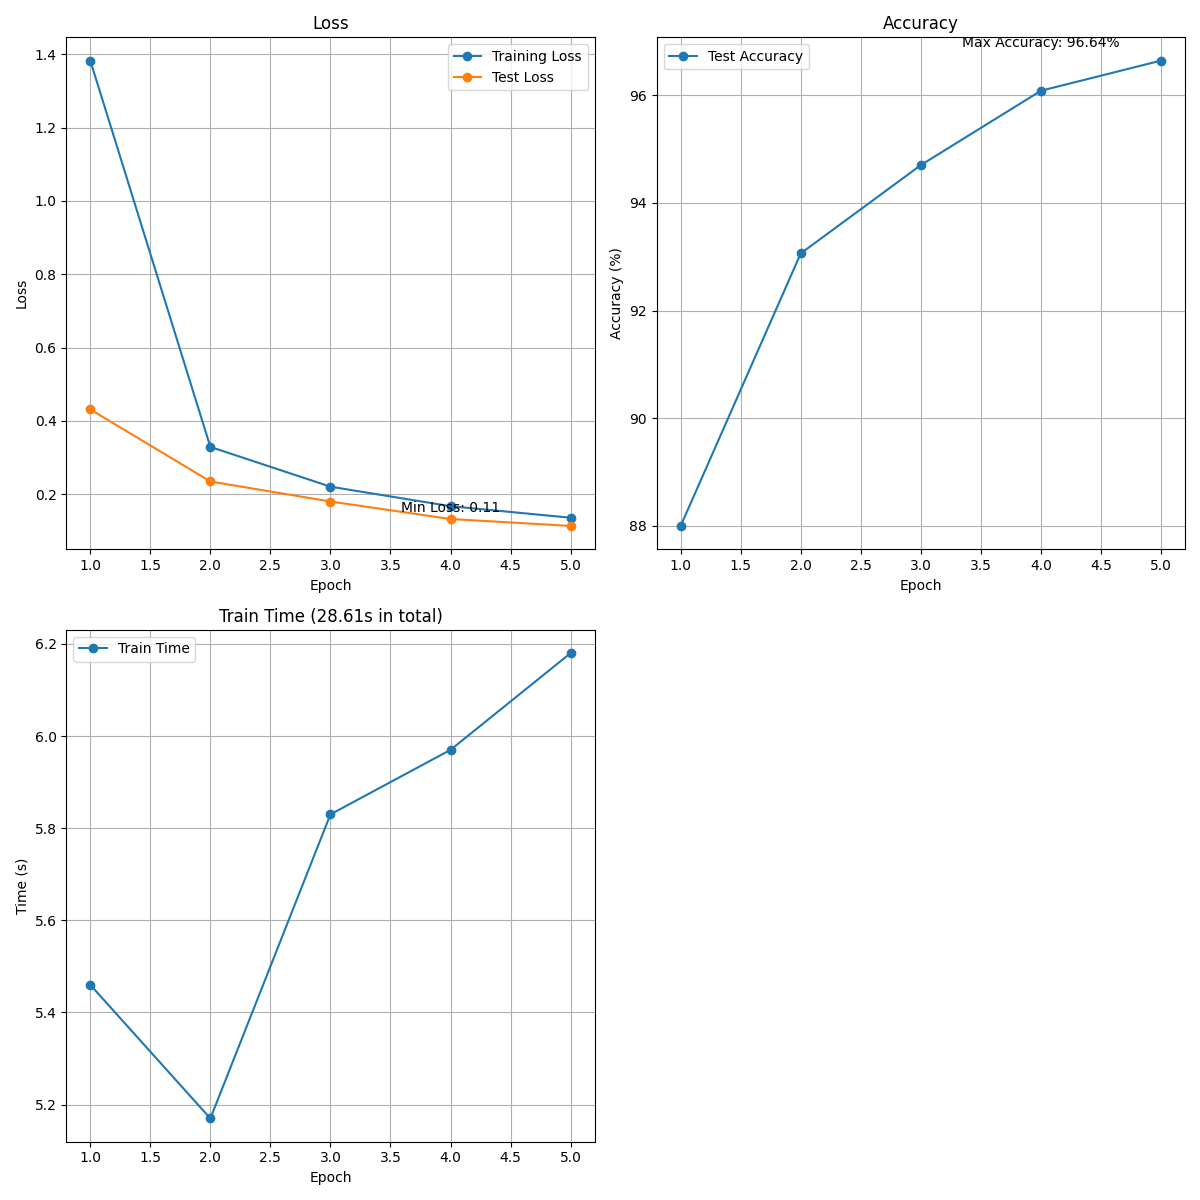 Loss
Training Loss
Test Loss
1.4
1.2
1.0
0.8
0.6
0.4
0.2
Loss
Min Loss: 0.11
1.0 1.5 2.0 2.5 3.0 3.5 4.0 4.5 5.0
Epoch
Accuracy
Max Accuracy: 96.64%
Test Accuracy
96
94
92
90
88
Accuracy (%)
1.0 1.5 2.0 2.5 3.0 3.5 4.0 4.5 5.0
Epoch
Train Time (28.61s in total)
Train Time
6.2
6.0
5.8
5.6
5.4
5.2
Time (s)
1.0 1.5 2.0 2.5 3.0 3.5 4.0 4.5 5.0
Epoch